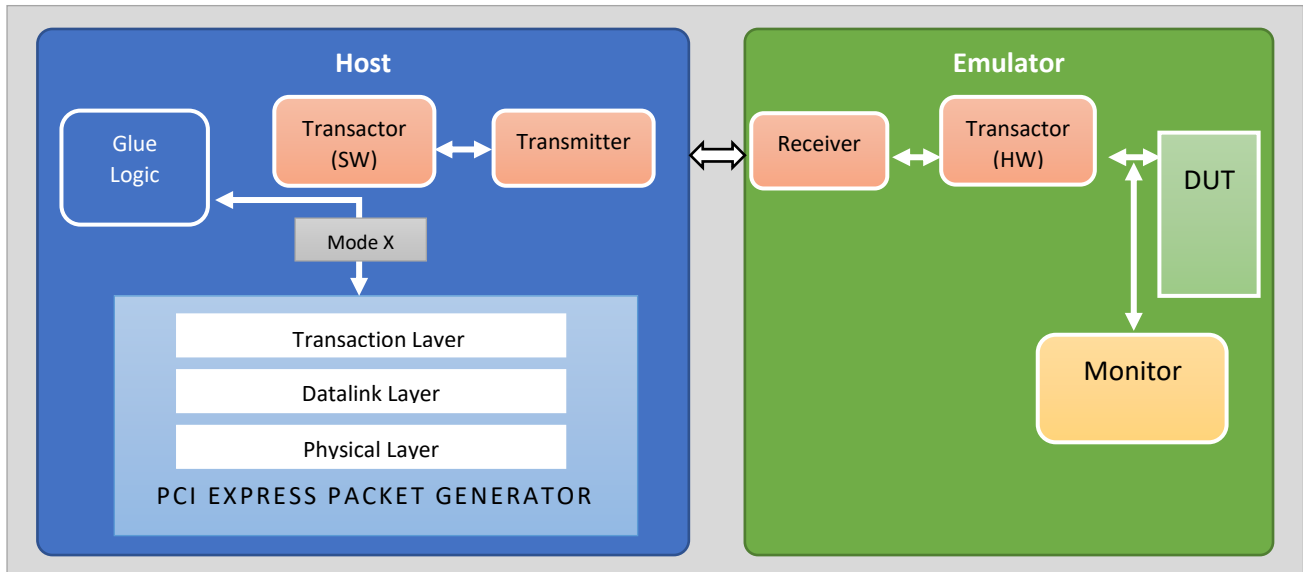 Host
Glue
Logic
Transactor
(SW)
Transmitter
Mode X
Transaction Layer
Datalink Layer
Physical Layer
PCI EXPRESS PACKET GENERATOR
Emulator
Receiver
Transactor
(HW)
DUT
Monitor